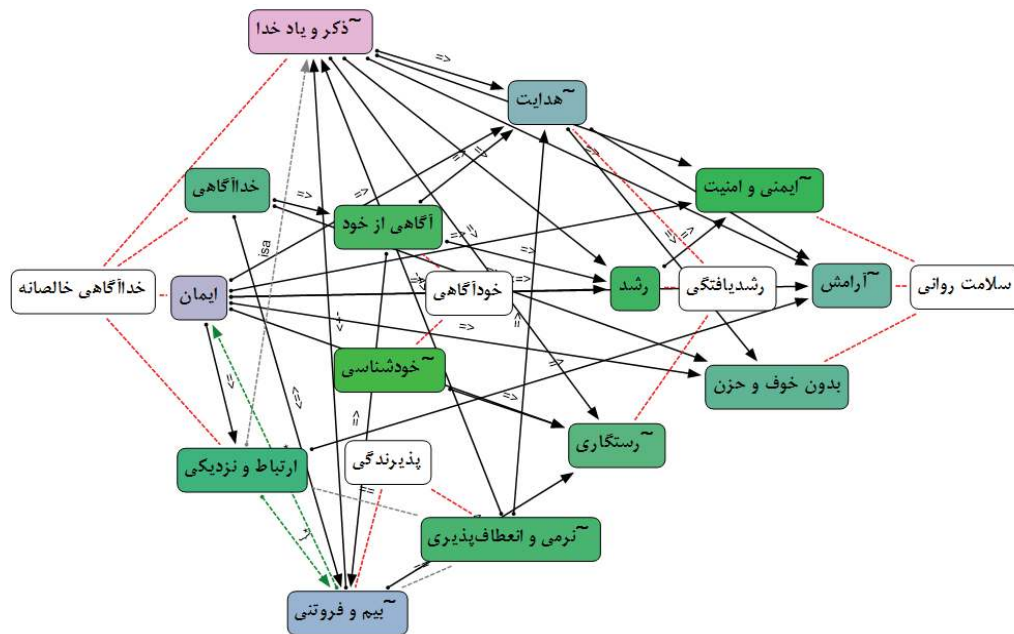 ~ذکر و یاد خدا
~هدایت
خداآگاهی
~ایمنی و امنیت
آگاهی از خود
خداآگاهی خالصانه
ایمان
خودآگاهی
رشد
رشدیافتگی
~آرامش
سلامت روانی
~خودشناسی
بدون خوف و حزن
~رستگاری
ارتباط و نزدیکی
پذیرندگی
~نرمی و انعطاف‌پذیری
~بیم و فروتنی
isa
=>
=>
=>
=>
=>
=>
=>
=>
=>
=>
<=>
==